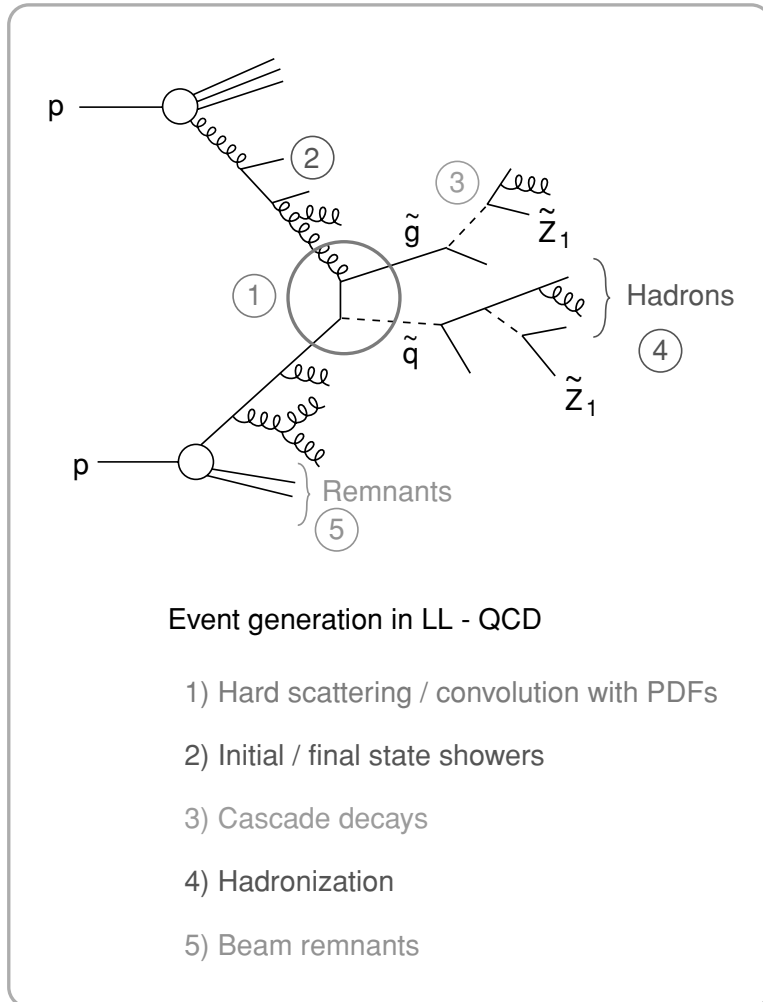 p
2
3
g̃
Z̃1
1
Hadrons
4
q̃
Z̃1
p
Remnants
5
Event generation in LL - QCD
1) Hard scattering / convolution with PDFs
2) Initial / final state showers
3) Cascade decays
4) Hadronization
5) Beam remnants